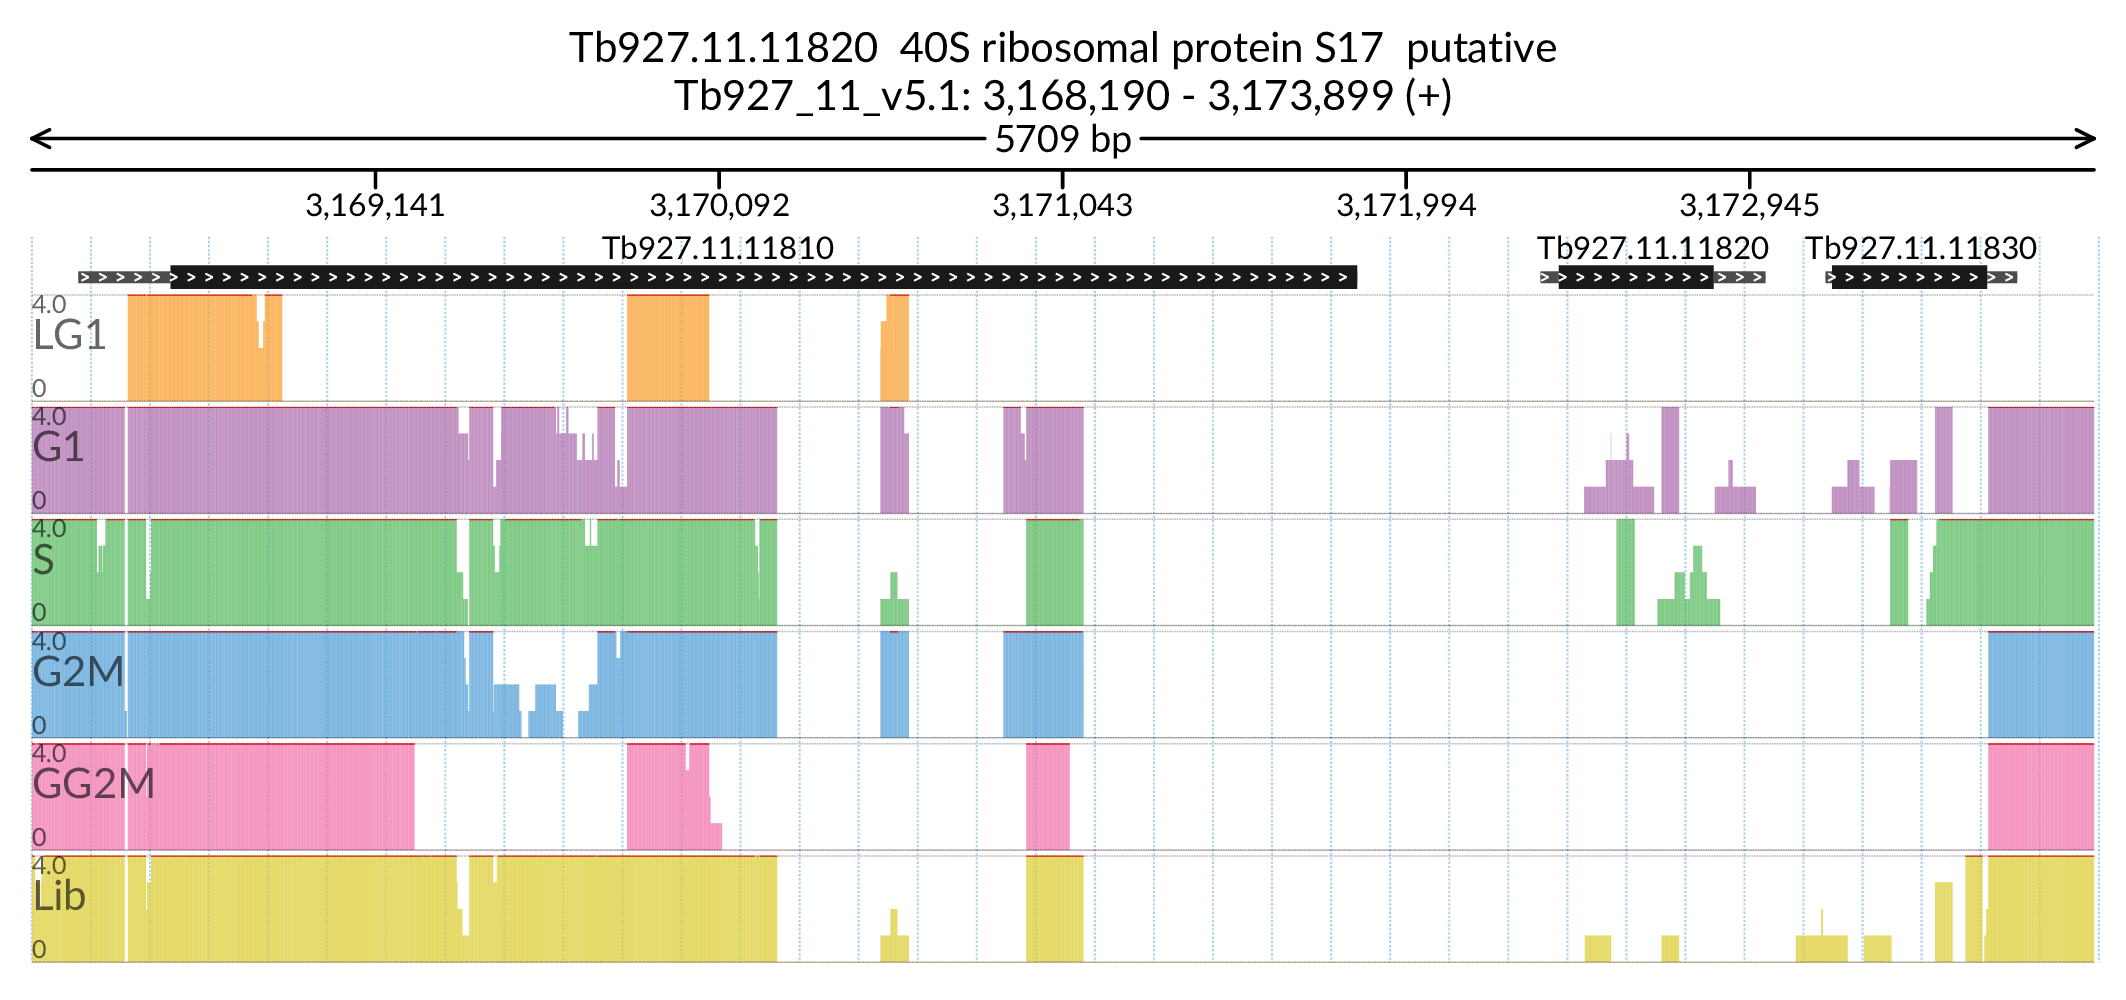 Tb927.11.11820  40S ribosomal protein S17  putative
Tb927_11_v5.1: 3,168,190 - 3,173,899 (+)
5709 bp
3,169,141 3,170,092 3,171,043 3,171,994 3,172,945
Tb927.11.11810 Tb927.11.11820 Tb927.11.11830
4.0
LG1
0
4.0
G1
0
4.0
S
0
4.0
G2M
0
4.0
GG2M
0
4.0
Lib
0